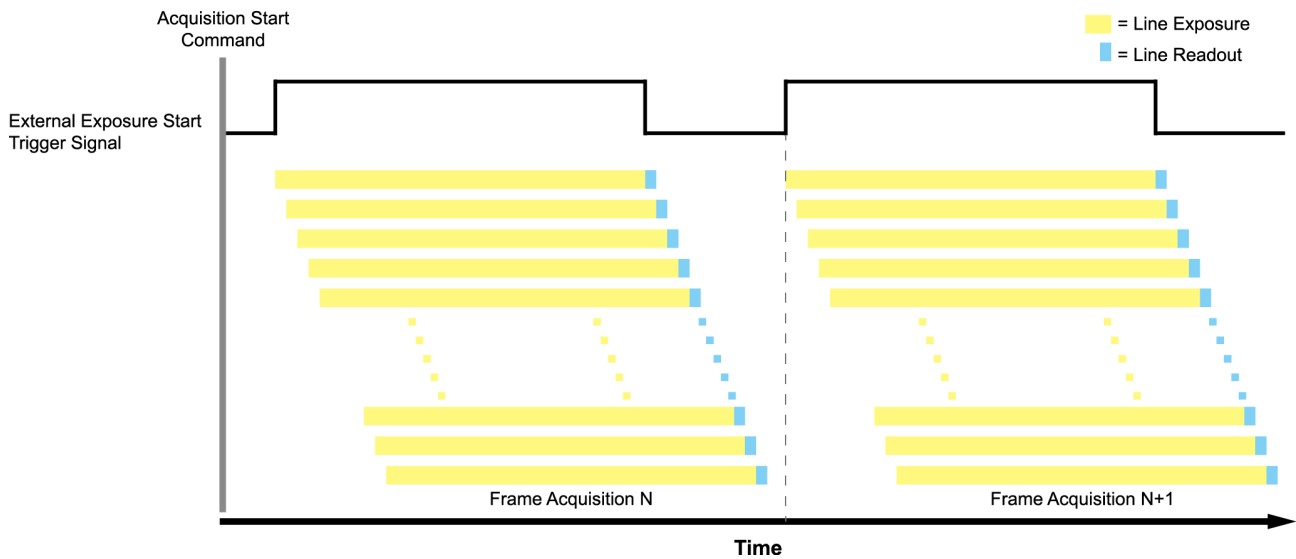 Acquisition Start
Command
= Line Exposure
= Line Readout
External Exposure Start
Trigger Signal
Frame Acquisition N
Frame Acquisition N+1
Time